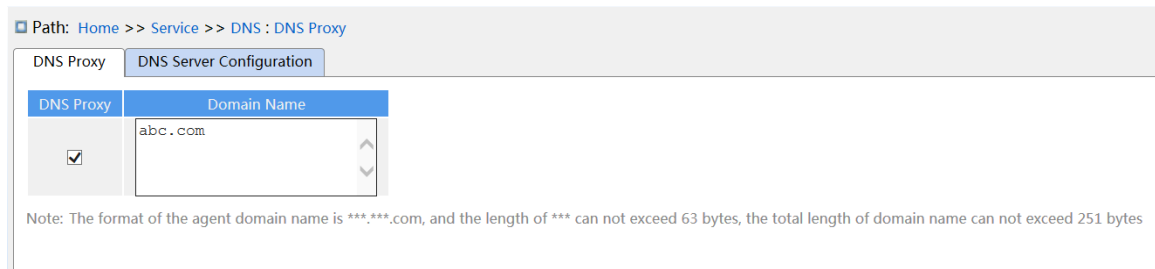 Path: Home >> Service >> DNS : DNS Proxy
DNS Proxy DNS Server Configuration
DNS Proxy Domain Name
abc.com
Note: The format of the agent domain name is ***.***.com, and the length of *** can not exceed 63 bytes, the total length of domain name can not exceed 251 bytes